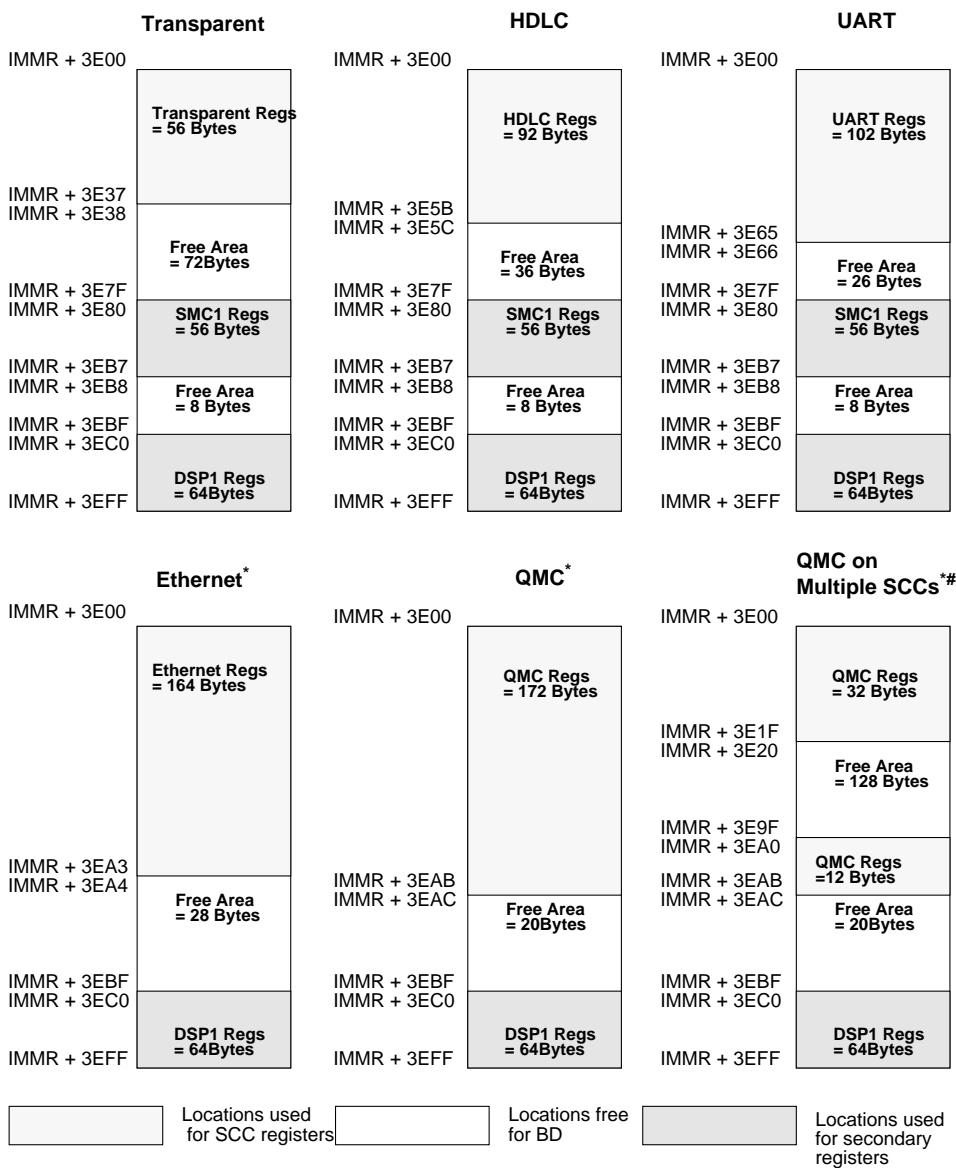 Transparent
IMMR + 3E00
Transparent Regs
= 56 Bytes
IMMR + 3E37
IMMR + 3E38
Free Area
= 72Bytes
IMMR + 3E7F
IMMR + 3E80
SMC1 Regs
= 56 Bytes
IMMR + 3EB7
IMMR + 3EB8
Free Area
= 8 Bytes
IMMR + 3EBF
IMMR + 3EC0
DSP1 Regs
= 64Bytes
IMMR + 3EFF
HDLC
IMMR + 3E00
HDLC Regs
= 92 Bytes
IMMR + 3E5B
IMMR + 3E5C
Free Area
= 36 Bytes
IMMR + 3E7F
IMMR + 3E80
SMC1 Regs
= 56 Bytes
IMMR + 3EB7
IMMR + 3EB8
Free Area
= 8 Bytes
IMMR + 3EBF
IMMR + 3EC0
DSP1 Regs
= 64Bytes
IMMR + 3EFF
UART
IMMR + 3E00
UART Regs
= 102 Bytes
IMMR + 3E65
IMMR + 3E66
Free Area
= 26 Bytes
IMMR + 3E7F
IMMR + 3E80
SMC1 Regs
= 56 Bytes
IMMR + 3EB7
IMMR + 3EB8
Free Area
= 8 Bytes
IMMR + 3EBF
IMMR + 3EC0
DSP1 Regs
= 64Bytes
IMMR + 3EFF
Ethernet*
IMMR + 3E00
Ethernet Regs
= 164 Bytes
IMMR + 3EA3
IMMR + 3EA4
Free Area
= 28 Bytes
IMMR + 3EBF
IMMR + 3EC0
DSP1 Regs
= 64Bytes
IMMR + 3EFF
QMC*
IMMR + 3E00
QMC Regs
= 172 Bytes
IMMR + 3EAB
IMMR + 3EAC
Free Area
= 20Bytes
IMMR + 3EBF
IMMR + 3EC0
DSP1 Regs
= 64Bytes
IMMR + 3EFF
QMC on
Multiple SCCs*#
IMMR + 3E00
QMC Regs
= 32 Bytes
IMMR + 3E1F
IMMR + 3E20
Free Area
= 128 Bytes
IMMR + 3E9F
IMMR + 3EA0
QMC Regs
=12 Bytes
IMMR + 3EAB
IMMR + 3EAC
Free Area
= 20Bytes
IMMR + 3EBF
IMMR + 3EC0
DSP1 Regs
= 64Bytes
IMMR + 3EFF
Locations used
for SCC registers
Locations free
for BD
Locations used
for secondary
registers